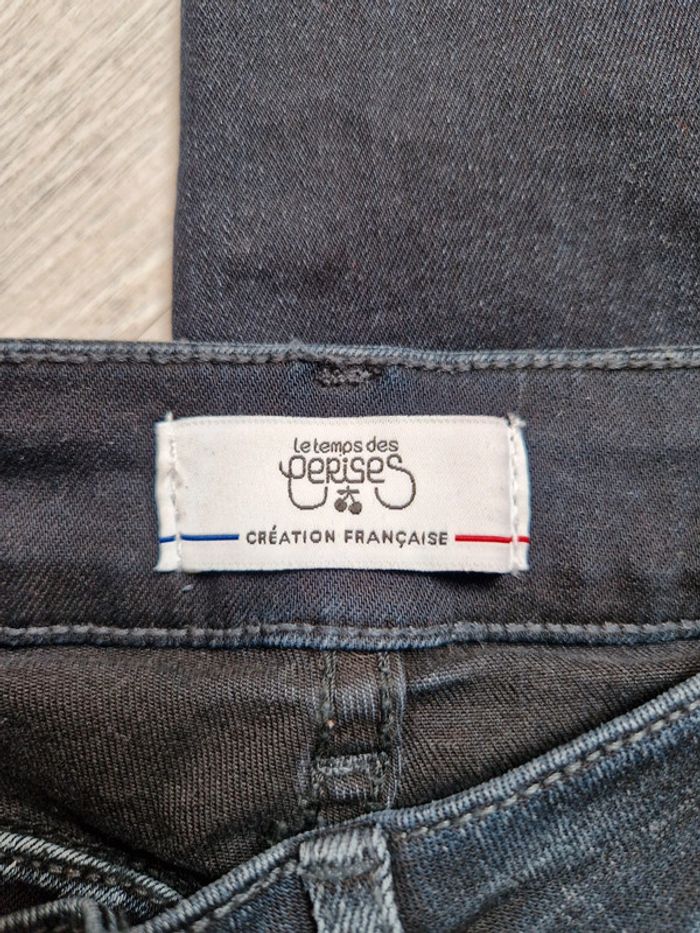 le temps des
cerises
CRÉATION FRANÇAISE